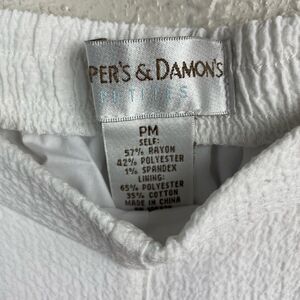 PER'S & DAMON'S
PETITES
PM
SELF:
57% RAYON
42% POLYESTER
1% SPANDEX
LINING:
65% POLYESTER
35% COTTON
MADE IN CHINA